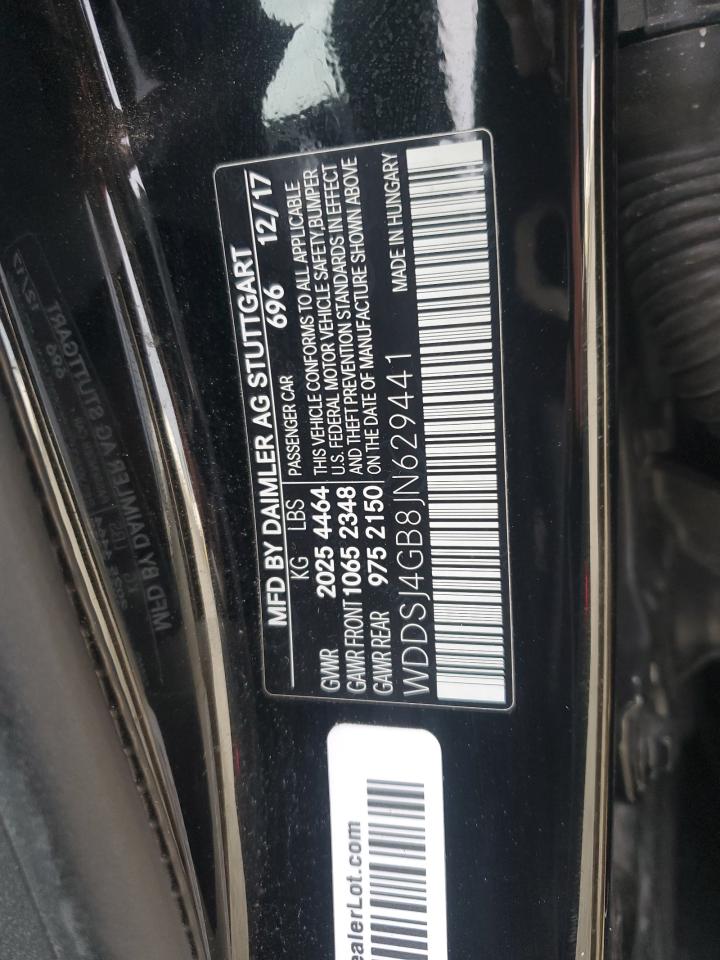 MFD BY DAIMLER AG STUTTGART
KG LBS 696 12/17
PASSENGER CAR
GVWR 2025 4464
GAWR FRONT 1065 2348
GAWR REAR 975 2150
THIS VEHICLE CONFORMS TO ALL APPLICABLE
U.S. FEDERAL MOTOR VEHICLE SAFETY, BUMPER
AND THEFT PREVENTION STANDARDS IN EFFECT
ON THE DATE OF MANUFACTURE SHOWN ABOVE
WDDSJ4GB8JN629441 MADE IN HUNGARY
ealerLot.com